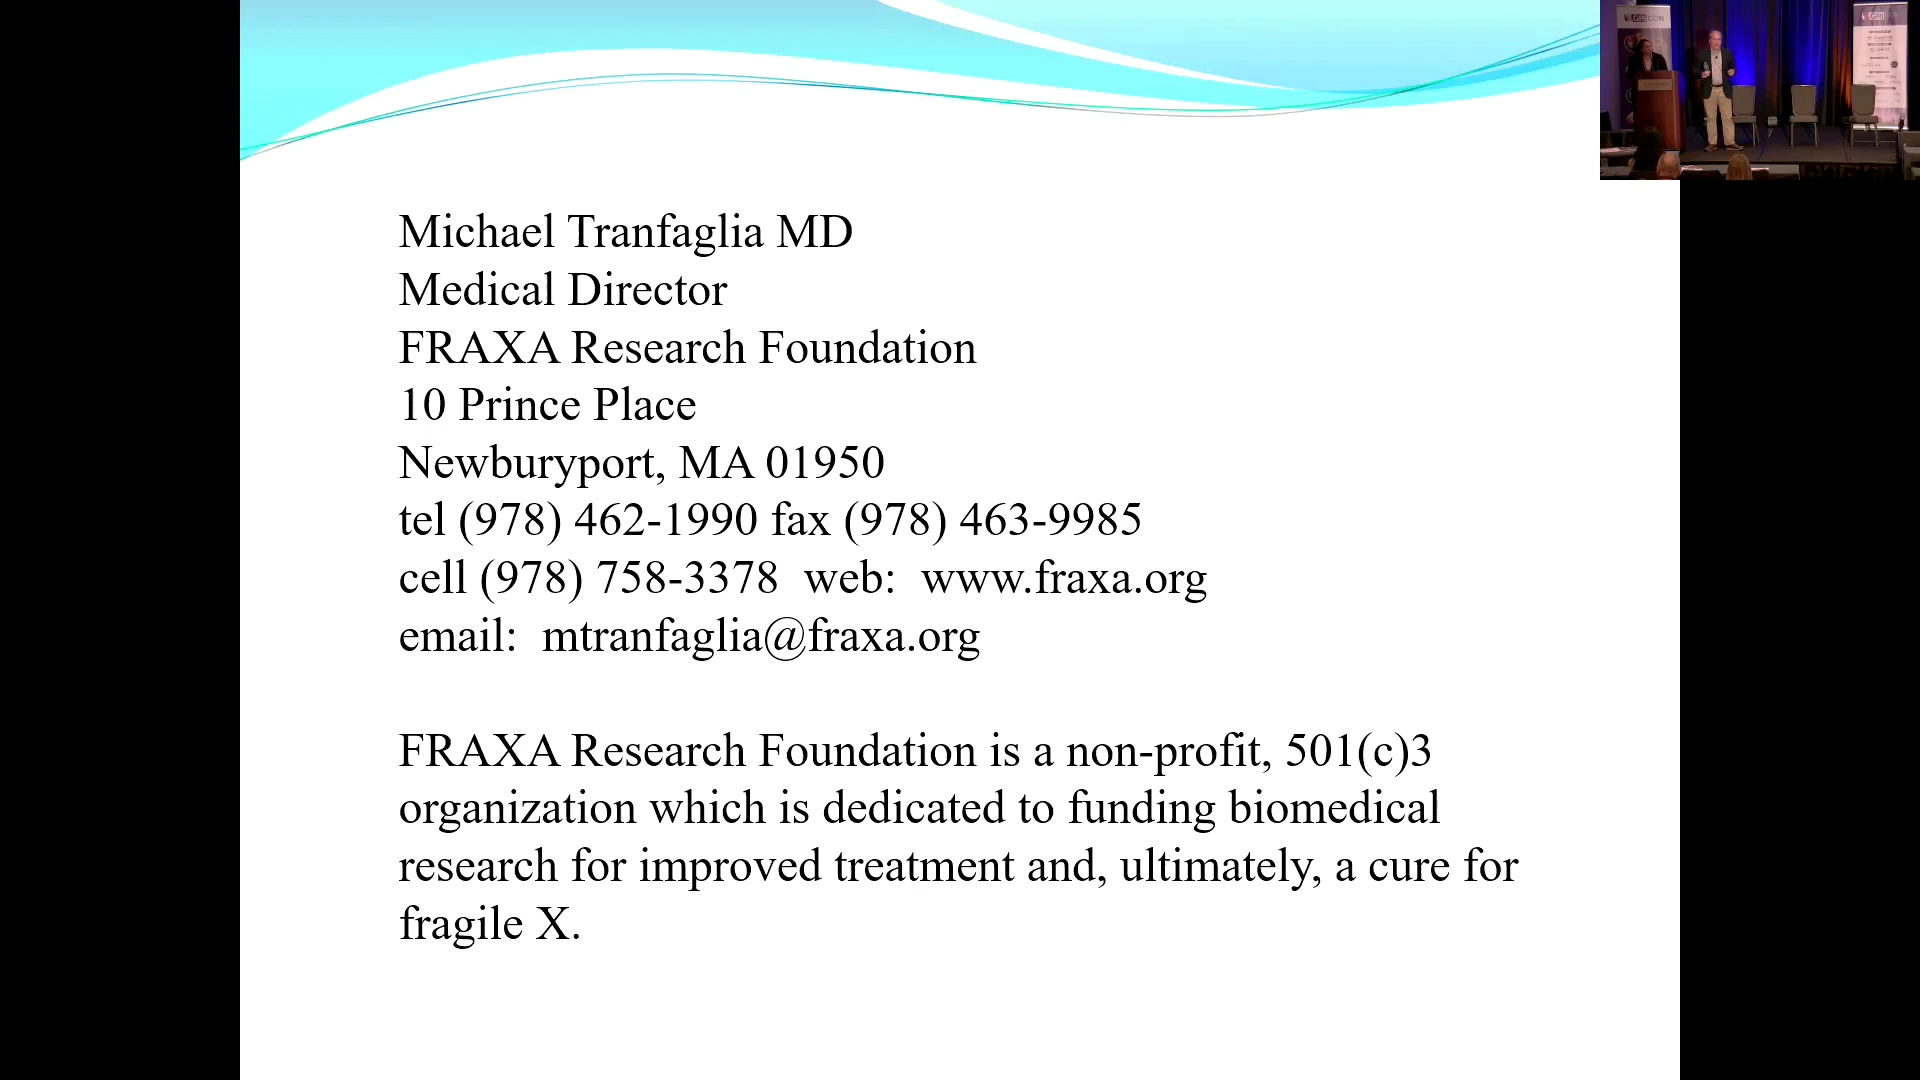 Michael Tranfaglia MD
Medical Director
FRAXA Research Foundation
10 Prince Place
Newburyport, MA 01950
tel (978) 462-1990 fax (978) 463-9985
cell (978) 758-3378  web:  www.fraxa.org
email:  mtranfaglia@fraxa.org
FRAXA Research Foundation is a non-profit, 501(c)3
organization which is dedicated to funding biomedical
research for improved treatment and, ultimately, a cure for
fragile X.